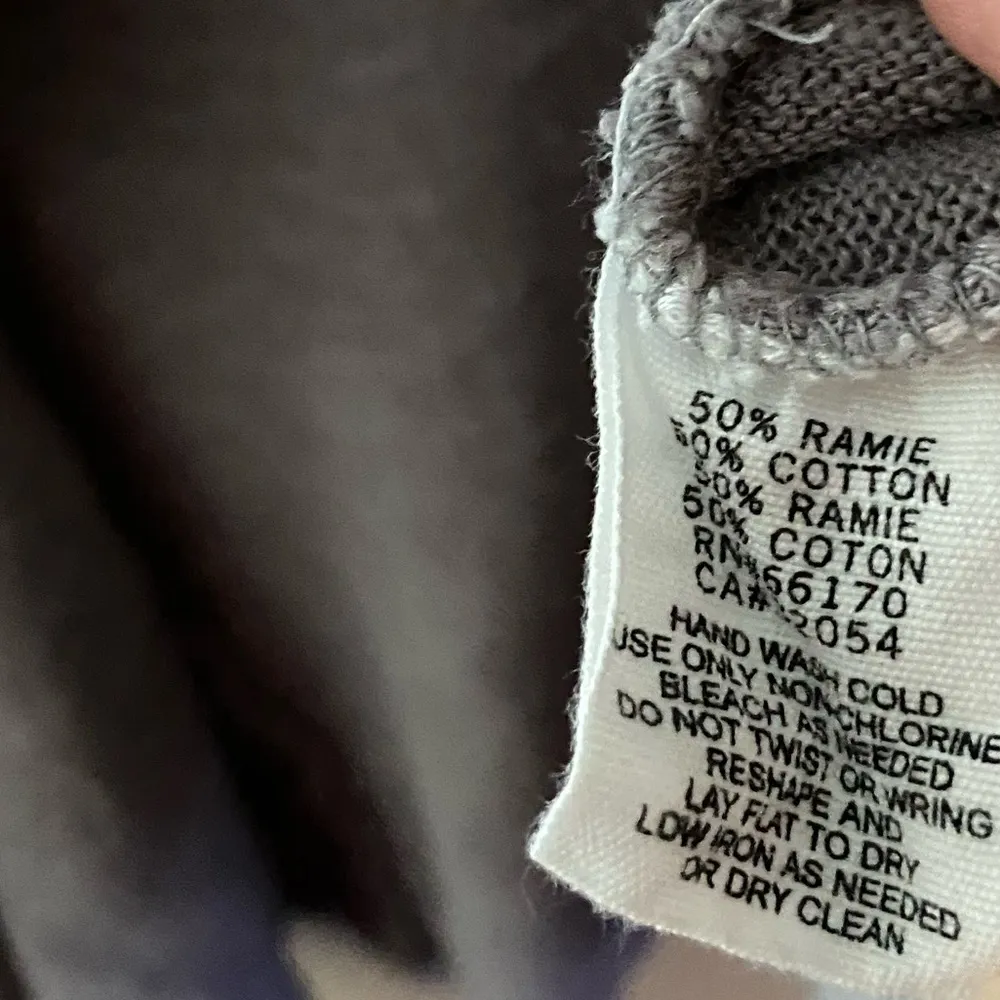 50% RAMIE
50% COTTON
50% RAMIE
50% COTON
RN#66170
CA#
HAND WASH COLD
USE ONLY NON-CHLORINE
BLEACH AS NEEDED
DO NOT TWIST OR WRING
RESHAPE AND
LAY FLAT TO DRY
LOW IRON AS NEEDED
OR DRY CLEAN